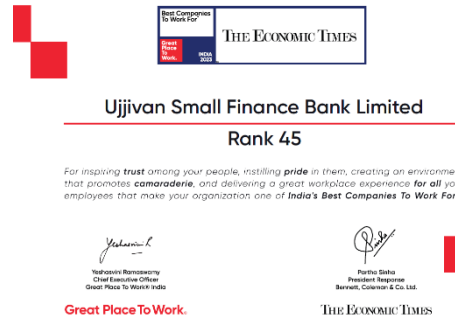 Best Companies
To Work For
Great
Place
To
Work.
INDIA
2023
THE ECONOMIC TIMES
Ujjivan Small Finance Bank Limited
Rank 45
For inspiring trust among your people, instilling pride in them, creating an environme
that promotes camaraderie, and delivering a great workplace experience for all yo
employees that make your organization one of India's Best Companies To Work For
Yeshasvini Ramaswamy
Chief Executive Officer
Great Place To Work® India
Partha Sinha
President Response
Bennett, Coleman & Co. Ltd.
Great Place To Work.
THE ECONOMIC TIMES